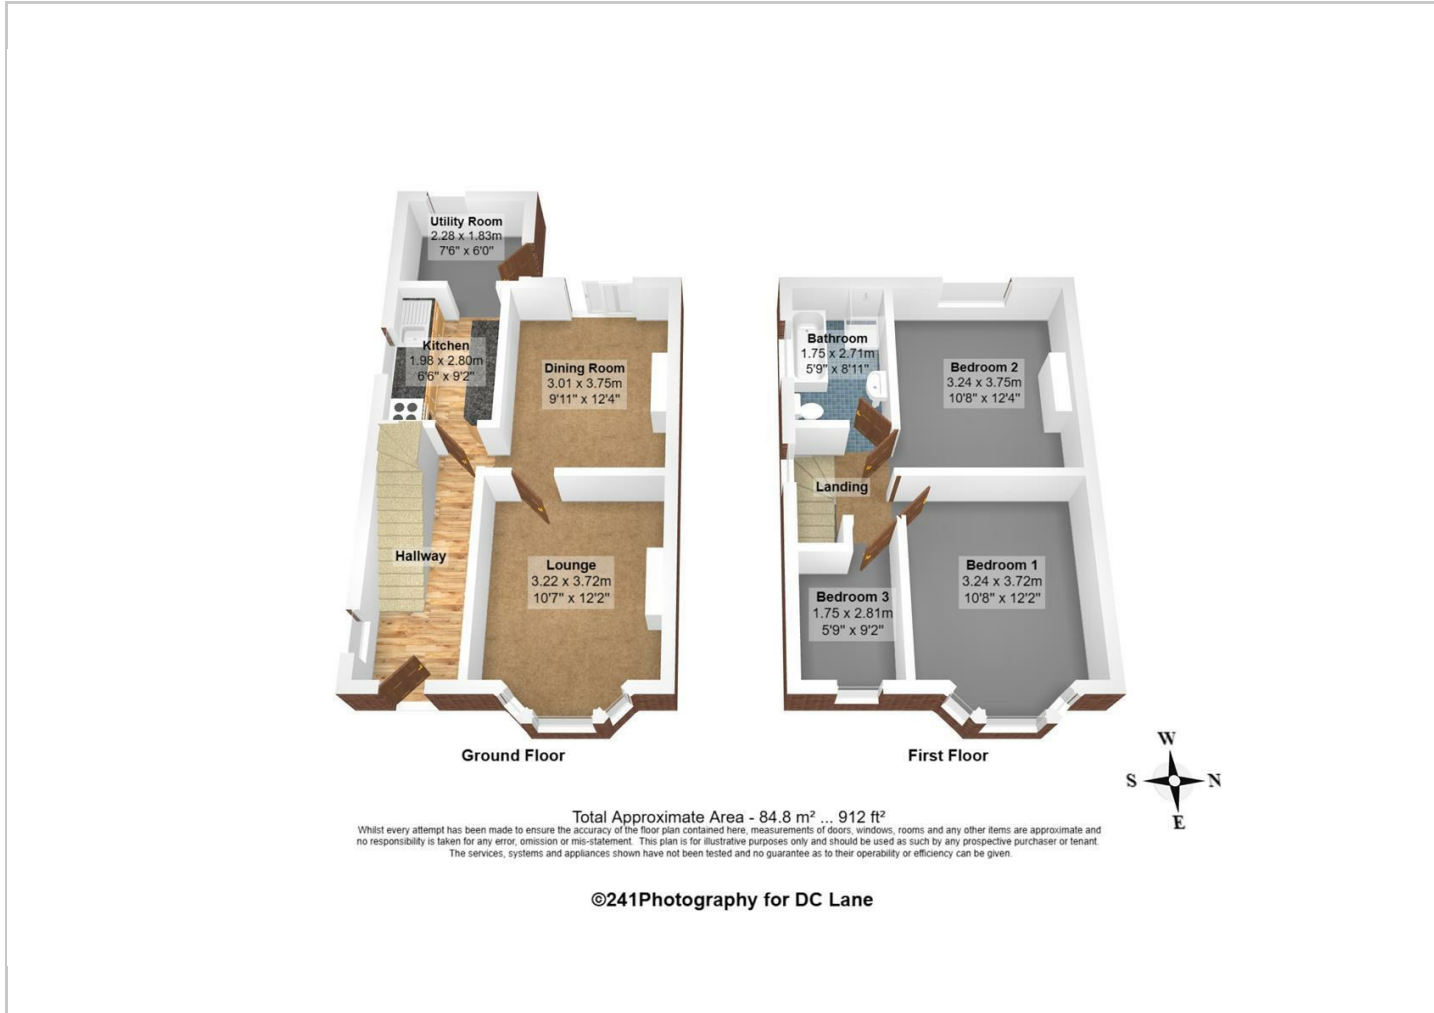 Utility Room
2.28 x 1.83m
7'6" x 6'0"
Kitchen
1.98 x 2.80m
6'6" x 9'2"
Dining Room
3.01 x 3.75m
9'11" x 12'4"
Hallway
Lounge
3.22 x 3.72m
10'7" x 12'2"
Ground Floor
Bathroom
1.75 x 2.71m
5'9" x 8'11"
Bedroom 2
3.24 x 3.75m
10'8" x 12'4"
Landing
Bedroom 1
3.24 x 3.72m
10'8" x 12'2"
Bedroom 3
1.75 x 2.81m
5'9" x 9'2"
First Floor
W
S N
E
Total Approximate Area - 84.8 m² ... 912 ft²
Whilst every attempt has been made to ensure the accuracy of the floor plan contained here, measurements of doors, windows, rooms and any other items are approximate and
no responsibility is taken for any error, omission or mis-statement. This plan is for illustrative purposes only and should be used as such by any prospective purchaser or tenant.
The services, systems and appliances shown have not been tested and no guarantee as to their operability or efficiency can be given.
©241Photography for DC Lane